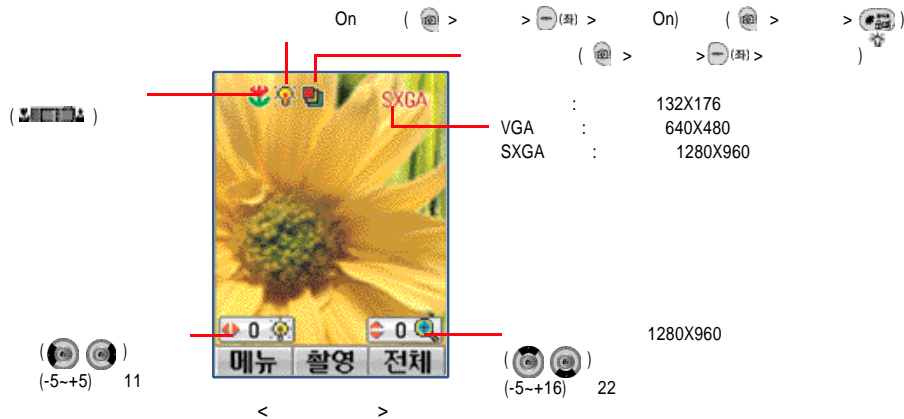 On ( > > (좌) > On) ( > > )
( > > (좌) > )
SXGA
( )
: 132X176
VGA : 640X480
SXGA : 1280X960
0 0
1280X960
( )
(-5~+5) 11
( )
(-5~+16) 22
메뉴 촬영 전체
< >